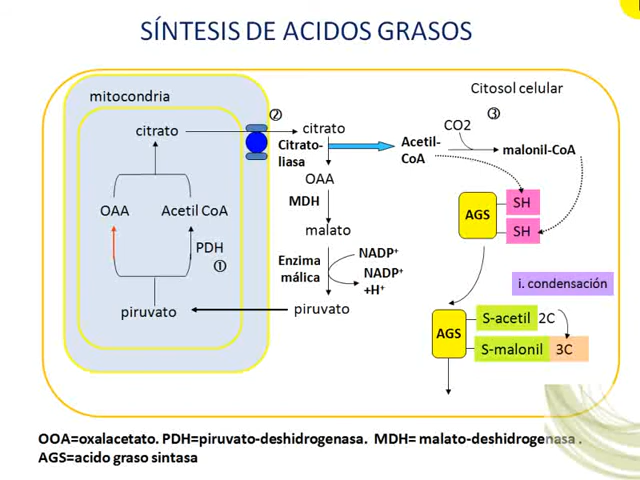 SÍNTESIS DE ACIDOS GRASOS
Citosol celular
mitocondria
②
③
citrato
citrato
CO2
Citrato-
liasa
Acetil-
CoA
malonil-CoA
OAA
MDH
OAA
Acetil CoA
AGS
SH
SH
malato
PDH
①
Enzima
málica
NADP⁺
NADP⁺
+H⁺
i. condensación
piruvato
piruvato
AGS
S-acetil 2C
S-malonil 3C
OOA=oxalacetato. PDH=piruvato-deshidrogenasa. MDH= malato-deshidrogenasa .
AGS=acido graso sintasa